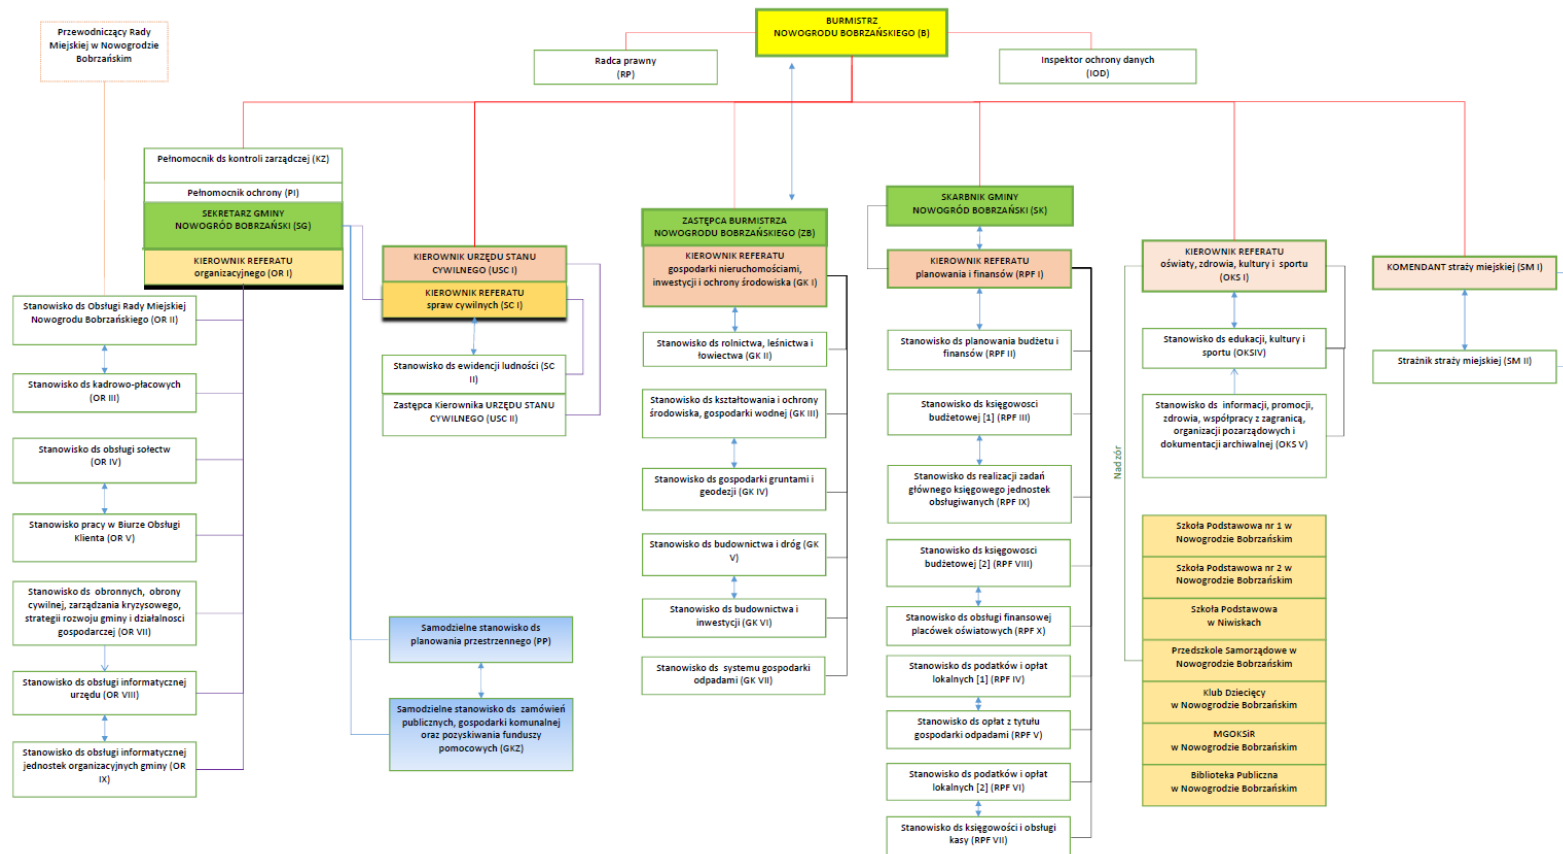 BURMISTRZ
NOWOGRODU BOBRZAŃSKIEGO (B)
Przewodniczący Rady
Miejskiej w Nowogrodzie
Bobrzańskim
Radca prawny
(RP)
Inspektor ochrony danych
(IOD)
Pełnomocnik ds kontroli zarządczej (KZ)
Pełnomocnik ochrony (PI)
SEKRETARZ GMINY
NOWOGRÓD BOBRZAŃSKI (SG)
KIEROWNIK REFERATU
organizacyjnego (OR I)
Stanowisko ds Obsługi Rady Miejskiej
Nowogrodu Bobrzańskiego (OR II)
Stanowisko ds kadrowo-płacowych
(OR III)
Stanowisko ds obsługi sołectw
(OR IV)
Stanowisko pracy w Biurze Obsługi
Klienta (OR V)
Stanowisko ds obronnych, obrony
cywilnej, zarządzania kryzysowego,
strategii rozwoju gminy i działalnosci
gospodarczej (OR VII)
Stanowisko ds obsługi informatycznej
urzędu (OR VIII)
Stanowisko ds obsługi informatycznej
jednostek organizacyjnych gminy (OR
IX)
KIEROWNIK URZĘDU STANU
CYWILNEGO (USC I)
KIEROWNIK REFERATU
spraw cywilnych (SC I)
Stanowisko ds ewidencji ludności (SC
II)
Zastępca Kierownika URZĘDU STANU
CYWILNEGO (USC II)
Samodzielne stanowisko ds
planowania przestrzennego (PP)
Samodzielne stanowisko ds zamówień
publicznych, gospodarki komunalnej
oraz pozyskiwania funduszy
pomocowych (GKZ)
ZASTĘPCA BURMISTRZA
NOWOGRODU BOBRZAŃSKIEGO (ZB)
KIEROWNIK REFERATU
gospodarki nieruchomościami,
inwestycji i ochrony środowiska (GK I)
Stanowisko ds rolnictwa, leśnictwa i
łowiectwa (GK II)
Stanowisko ds kształtowania i ochrony
środowiska, gospodarki wodnej (GK III)
Stanowisko ds gospodarki gruntami i
geodezji (GK IV)
Stanowisko ds budownictwa i dróg (GK
V)
Stanowisko ds budownictwa i
inwestycji (GK VI)
Stanowisko ds systemu gospodarki
odpadami (GK VII)
SKARBNIK GMINY
NOWOGRÓD BOBRZAŃSKI (SK)
KIEROWNIK REFERATU
planowania i finansów (RPF I)
Stanowisko ds planowania budżetu i
finansów (RPF II)
Stanowisko ds księgowosci
budżetowej [1] (RPF III)
Stanowisko ds realizacji zadań
głównego księgowego jednostek
obsługiwanych (RPF IX)
Stanowisko ds księgowosci
budżetowej [2] (RPF VIII)
Stanowisko ds obsługi finansowej
placówek oświatowych (RPF X)
Stanowisko ds podatków i opłat
lokalnych [1] (RPF IV)
Stanowisko ds opłat z tytułu
gospodarki odpadami (RPF V)
Stanowisko ds podatków i opłat
lokalnych [2] (RPF VI)
Stanowisko ds księgowości i obsługi
kasy (RPF VII)
KIEROWNIK REFERATU
oświaty, zdrowia, kultury i sportu
(OKS I)
Stanowisko ds edukacji, kultury i
sportu (OKSIV)
Stanowisko ds informacji, promocji,
zdrowia, współpracy z zagranicą,
organizacji pozarządowych i
dokumentacji archiwalnej (OKS V)
Nadzór
Szkoła Podstawowa nr 1 w
Nowogrodzie Bobrzańskim
Szkoła Podstawowa nr 2 w
Nowogrodzie Bobrzańskim
Szkoła Podstawowa
w Niwiskach
Przedszkole Samorządowe w
Nowogrodzie Bobrzańskim
Klub Dziecięcy
w Nowogrodzie Bobrzańskim
MGOKSiR
w Nowogrodzie Bobrzańskim
Biblioteka Publiczna
w Nowogrodzie Bobrzańskim
KOMENDANT straży miejskiej (SM I)
Strażnik straży miejskiej (SM II)